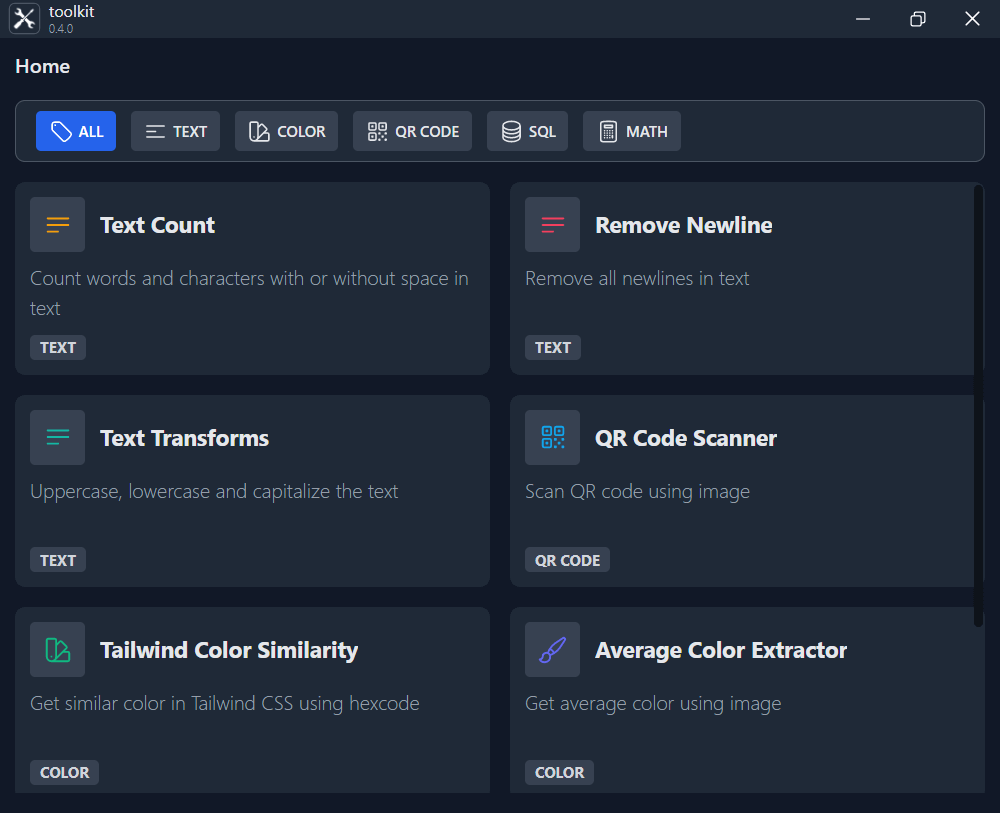 toolkit
0.4.0
Home
ALL
TEXT
COLOR
QR CODE
SQL
MATH
Text Count
Count words and characters with or without space in
text
TEXT
Remove Newline
Remove all newlines in text
TEXT
Text Transforms
Uppercase, lowercase and capitalize the text
TEXT
QR Code Scanner
Scan QR code using image
QR CODE
Tailwind Color Similarity
Get similar color in Tailwind CSS using hexcode
COLOR
Average Color Extractor
Get average color using image
COLOR